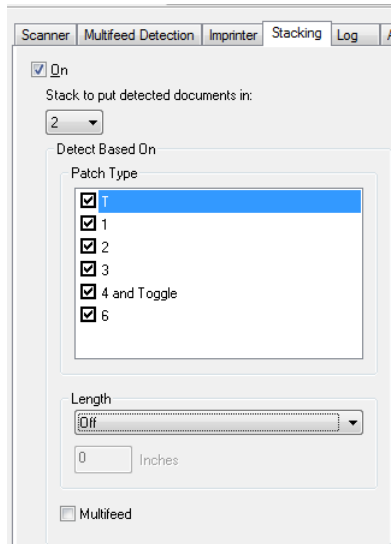 Scanner Multifeed Detection Imprinter Stacking Log
On
Stack to put detected documents in:
2
Detect Based On
Patch Type
T
1
2
3
4 and Toggle
6
Length
Off
0 Inches
Multifeed